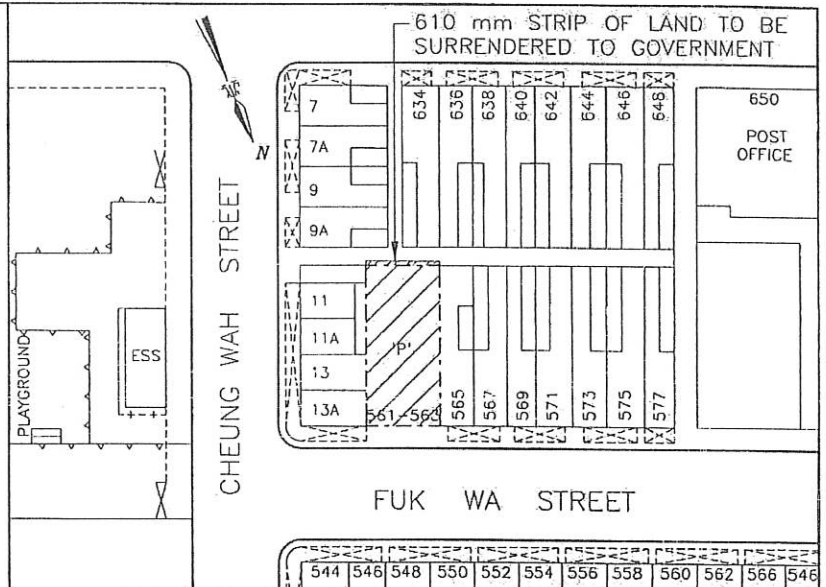 610 mm STRIP OF LAND TO BE
SURRENDERED TO GOVERNMENT
N
7
7A
9
9A
634
636
638
640
642
644
646
648
650
POST
OFFICE
CHEUNG WAH STREET
PLAYGROUND
ESS
11
11A
13
13A
'P'
561-563
565
567
569
571
573
575
577
FUK WA STREET
544 546 548 550 552 554 556 558 560 562 566 546